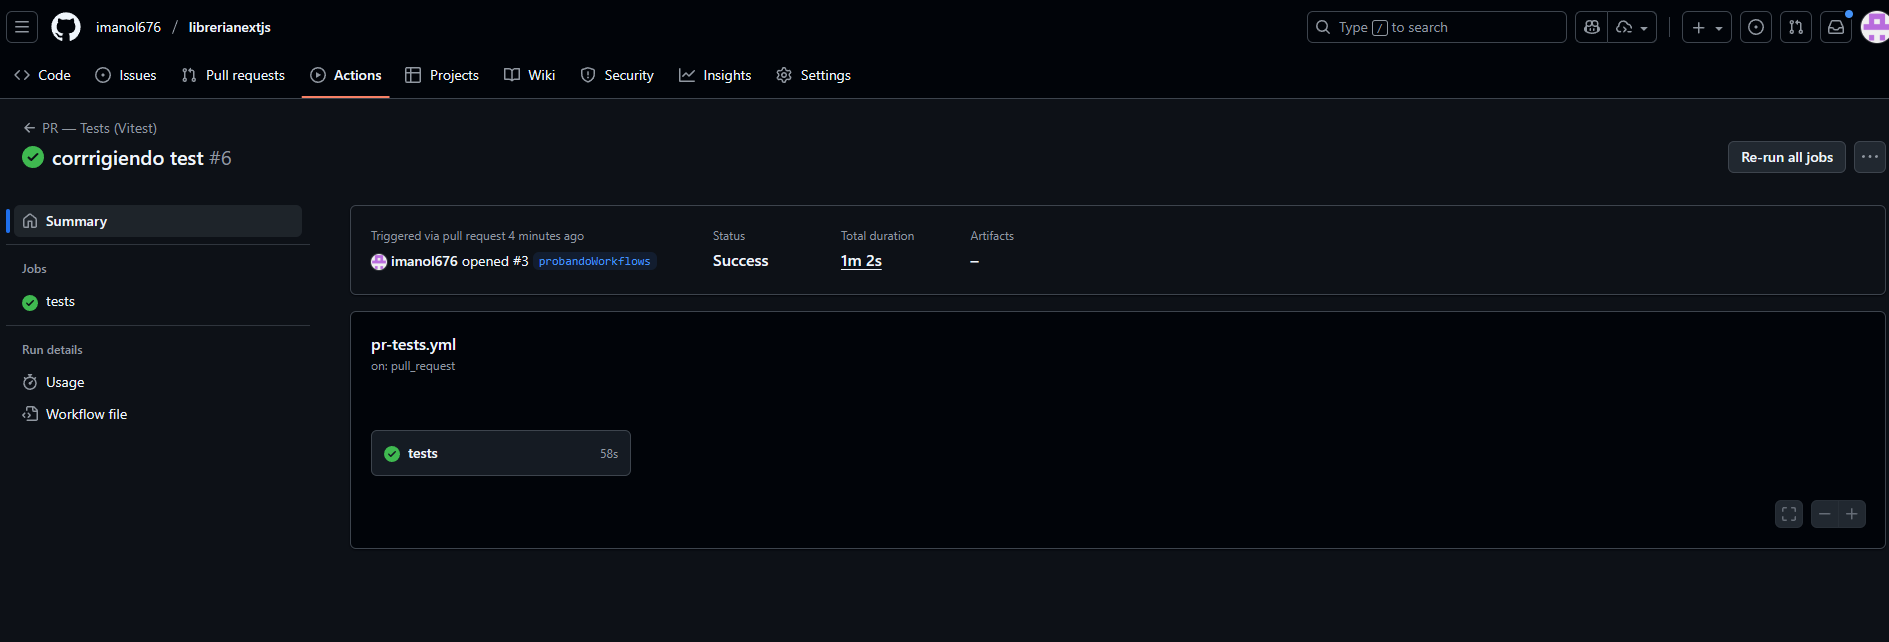 imanol676 / librerianextjs
Type / to search
Code
Issues
Pull requests
Actions
Projects
Wiki
Security
Insights
Settings
PR — Tests (Vitest)
corrrigiendo test #6
Re-run all jobs
Summary
Jobs
tests
Run details
Usage
Workflow file
Triggered via pull request 4 minutes ago
imanol676 opened #3 probandoWorkflows
Status
Success
Total duration
1m 2s
Artifacts
–
pr-tests.yml
on: pull_request
tests 58s